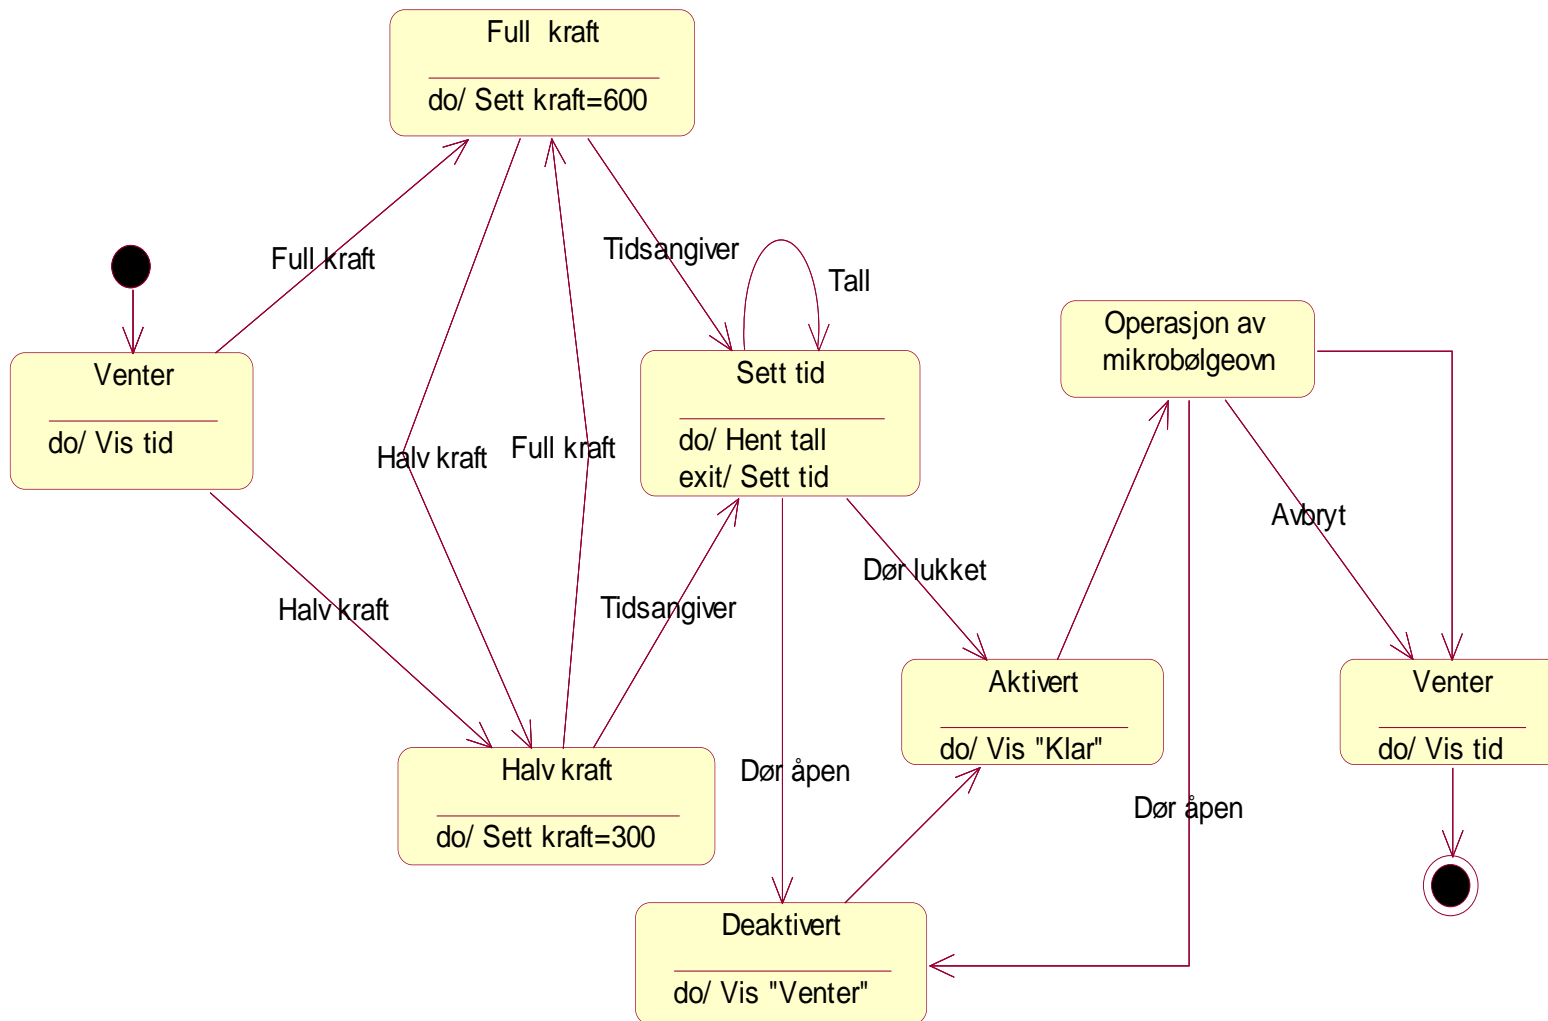 Full kraft
do/ Sett kraft=600
Full kraft
Tidsangiver
Tall
Venter
do/ Vis tid
Halv kraft
Full kraft
Sett tid
do/ Hent tall
exit/ Sett tid
Operasjon av
mikrobølgeovn
Avbryt
Halv kraft
Tidsangiver
Dør lukket
Aktivert
do/ Vis "Klar"
Venter
do/ Vis tid
Halv kraft
do/ Sett kraft=300
Dør åpen
Dør åpen
Deaktivert
do/ Vis "Venter"